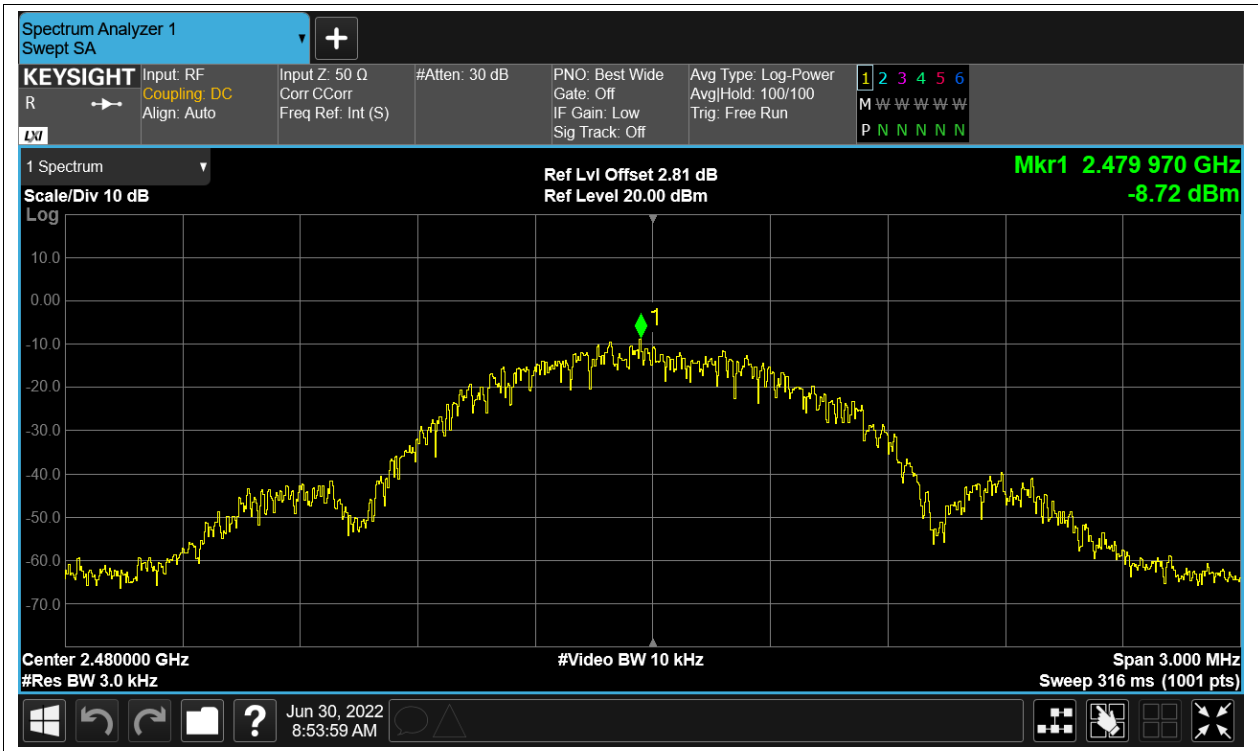 Spectrum Analyzer 1
Swept SA
KEYSIGHT
R
LXI
Input: RF
Coupling: DC
Align: Auto
Input Z: 50 Ω
Corr CCorr
Freq Ref: Int (S)
#Atten: 30 dB
PNO: Best Wide
Gate: Off
IF Gain: Low
Sig Track: Off
Avg Type: Log-Power
Avg|Hold: 100/100
Trig: Free Run
1 2 3 4 5 6
M W W W W W
P N N N N N
1 Spectrum
Scale/Div 10 dB
Log
Ref Lvl Offset 2.81 dB
Ref Level 20.00 dBm
Mkr1 2.479 970 GHz
-8.72 dBm
10.0
0.00
1
-10.0
-20.0
-30.0
-40.0
-50.0
-60.0
-70.0
Center 2.480000 GHz
#Res BW 3.0 kHz
#Video BW 10 kHz
Span 3.000 MHz
Sweep 316 ms (1001 pts)
?
Jun 30, 2022
8:53:59 AM